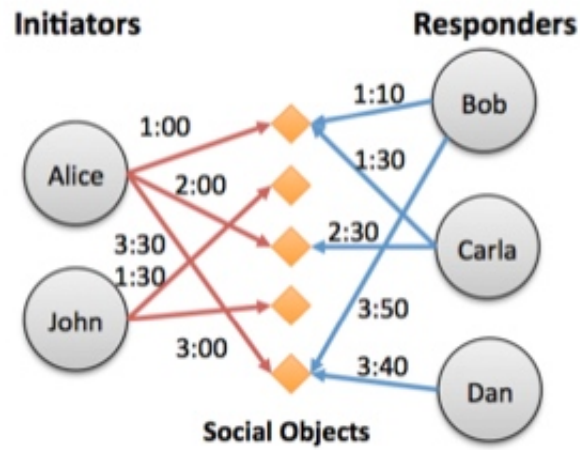 Initiators
Responders
1:10
Bob
1:00
Alice
2:00
1:30
3:30
2:30
Carla
1:30
John
3:50
3:00
3:40
Dan
Social Objects